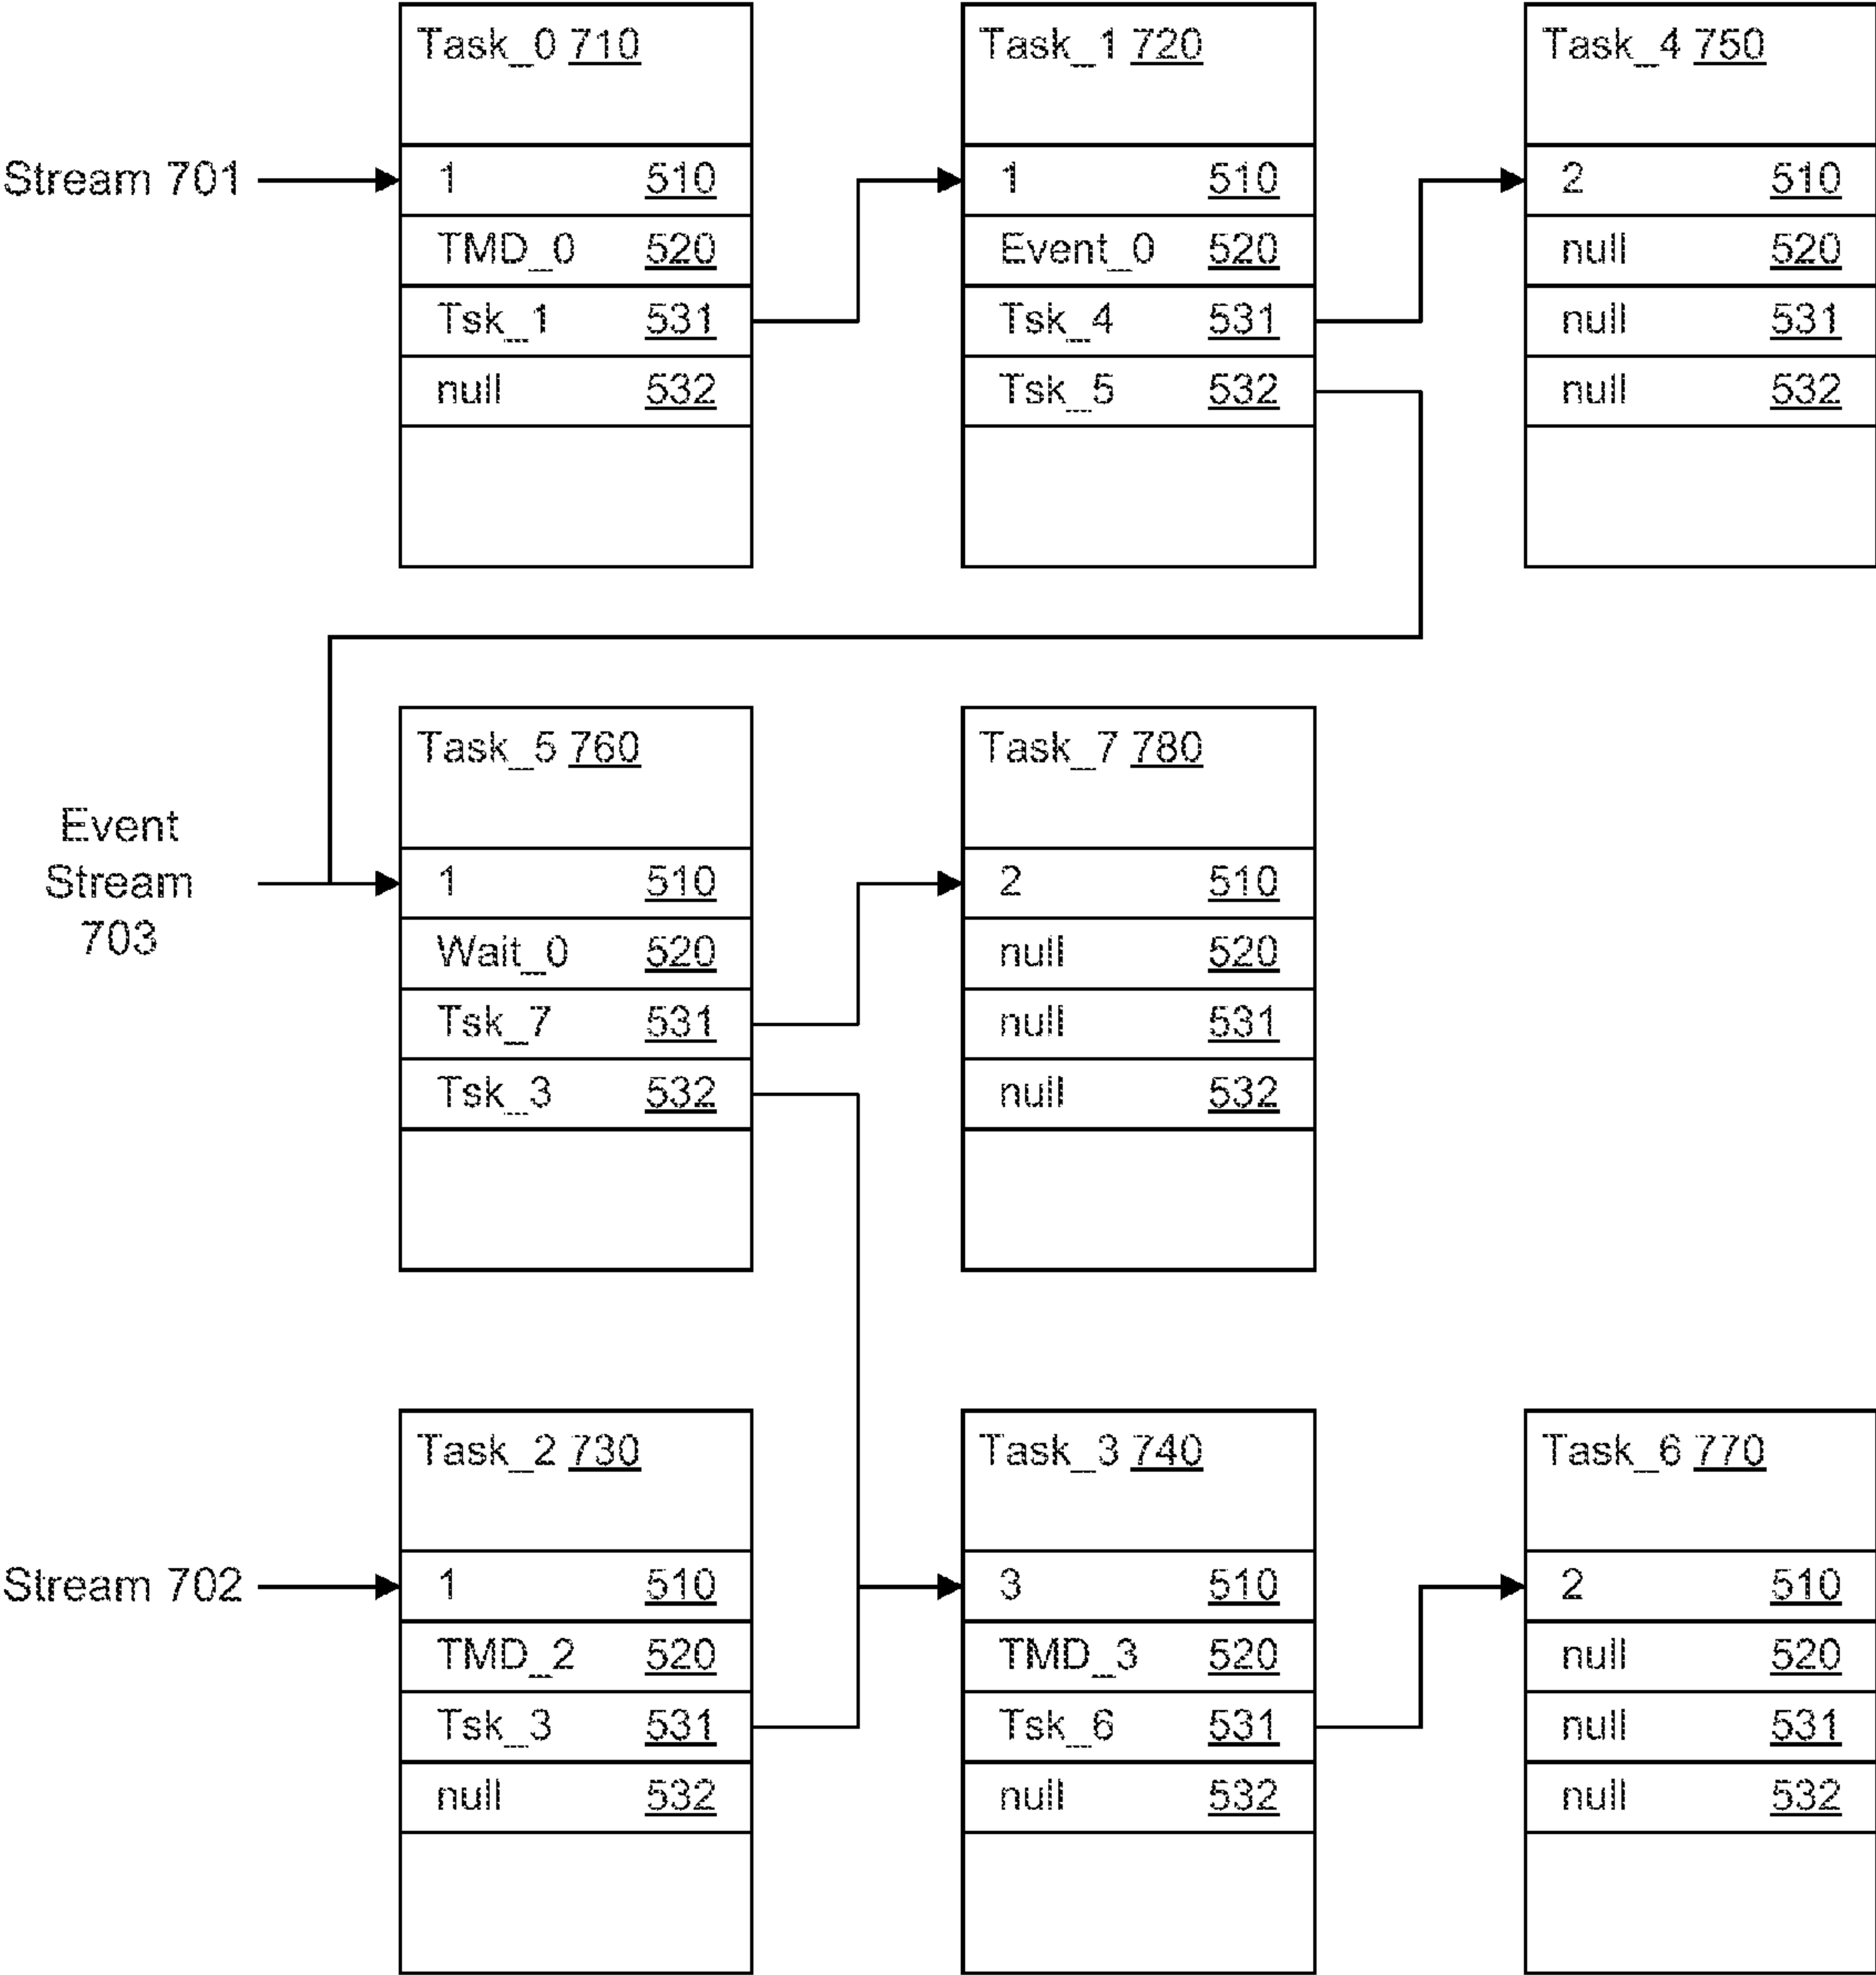 Task_0 710
Stream 701
1 510
TMD_0 520
Tsk_1 531
null 532
Task_1 720
1 510
Event_0 520
Tsk_4 531
Tsk_5 532
Task_4 750
2 510
null 520
null 531
null 532
Event
Stream
703
Task_5 760
1 510
Wait_0 520
Tsk_7 531
Tsk_3 532
Task_7 780
2 510
null 520
null 531
null 532
Stream 702
Task_2 730
1 510
TMD_2 520
Tsk_3 531
null 532
Task_3 740
3 510
TMD_3 520
Tsk_6 531
null 532
Task_6 770
2 510
null 520
null 531
null 532